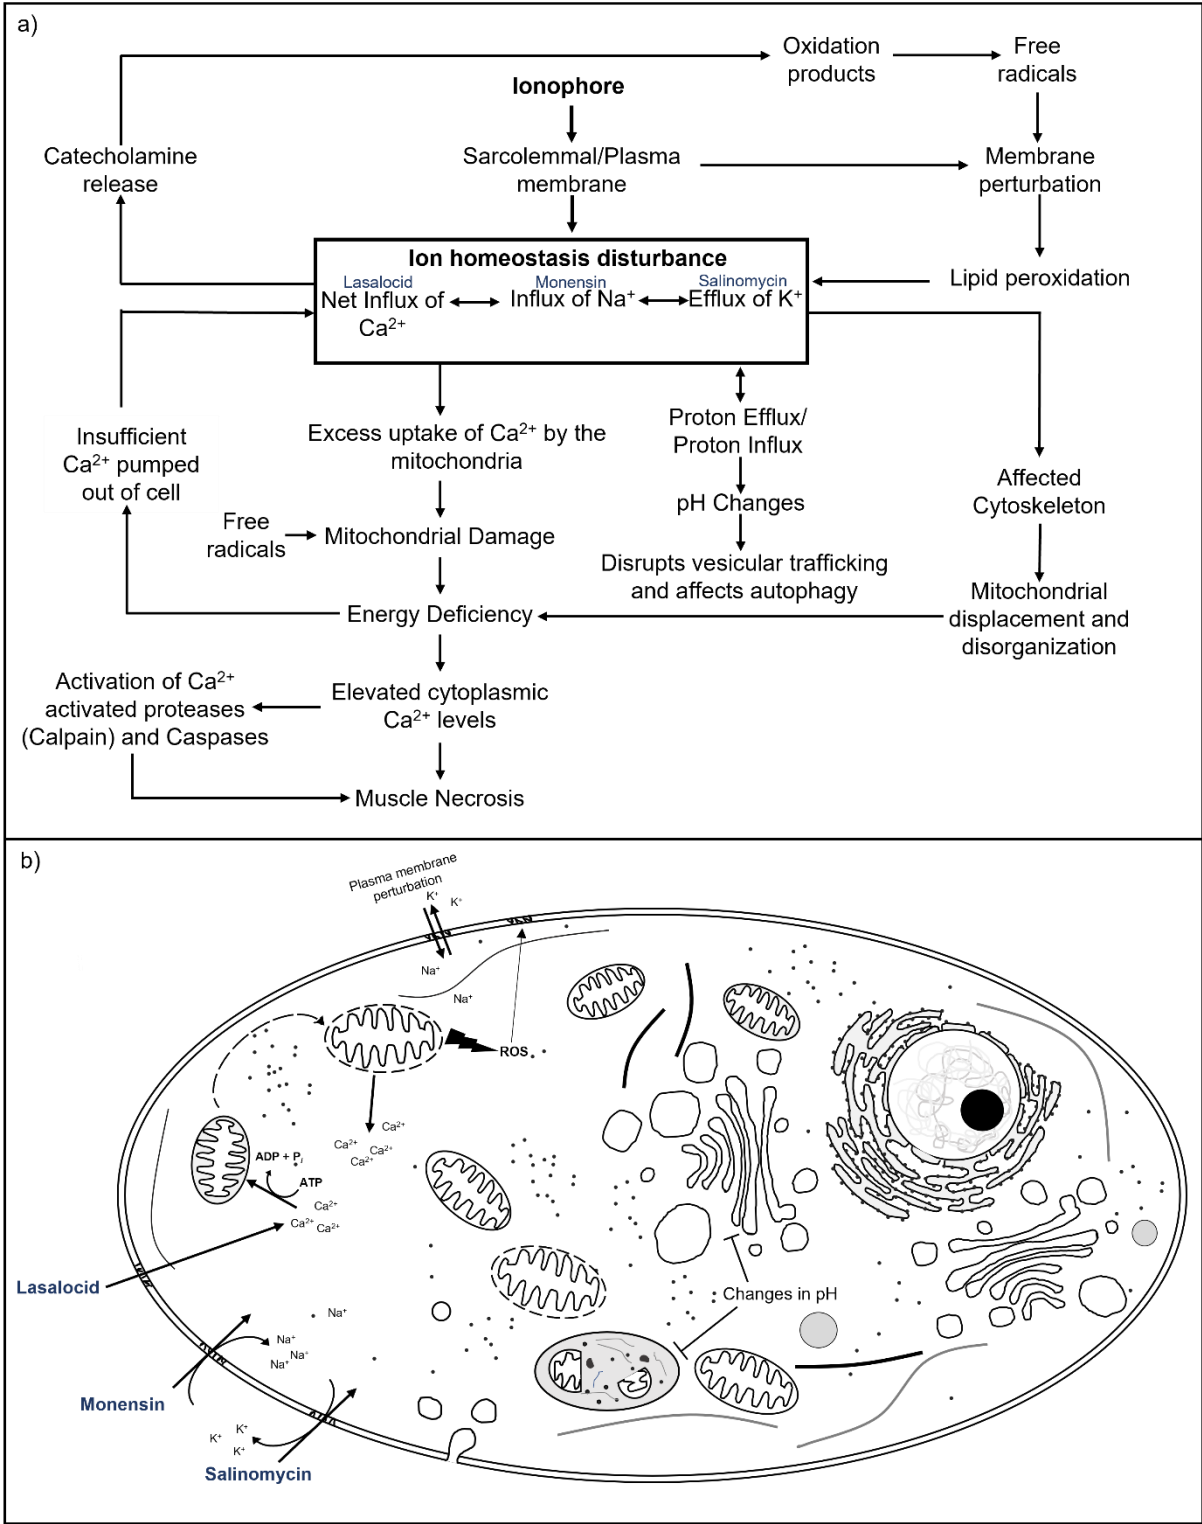 a)
Oxidation
products
Free
radicals
Ionophore
Catecholamine
release
Sarcolemmal/Plasma
membrane
Membrane
perturbation
Ion homeostasis disturbance
Lasalocid
Monensin
Salinomycin
Net Influx of
Ca²⁺
Influx of Na⁺
Efflux of K⁺
Lipid peroxidation
Insufficient
Ca²⁺ pumped
out of cell
Excess uptake of Ca²⁺ by the
mitochondria
Proton Efflux/
Proton Influx
Affected
Cytoskeleton
Free
radicals
Mitochondrial Damage
pH Changes
Disrupts vesicular trafficking
and affects autophagy
Energy Deficiency
Mitochondrial
displacement and
disorganization
Activation of Ca²⁺
activated proteases
(Calpain) and Caspases
Elevated cytoplasmic
Ca²⁺ levels
Muscle Necrosis
b)
Plasma membrane
perturbation
K⁺
K⁺
Na⁺
Na⁺
ROS
Ca²⁺
Ca²⁺
Ca²⁺
Ca²⁺
ADP + Pᵢ
ATP
Ca²⁺
Ca²⁺
Ca²⁺
Lasalocid
Changes in pH
Na⁺
Na⁺
Na⁺
Na⁺
Monensin
K⁺
K⁺
K⁺
Salinomycin